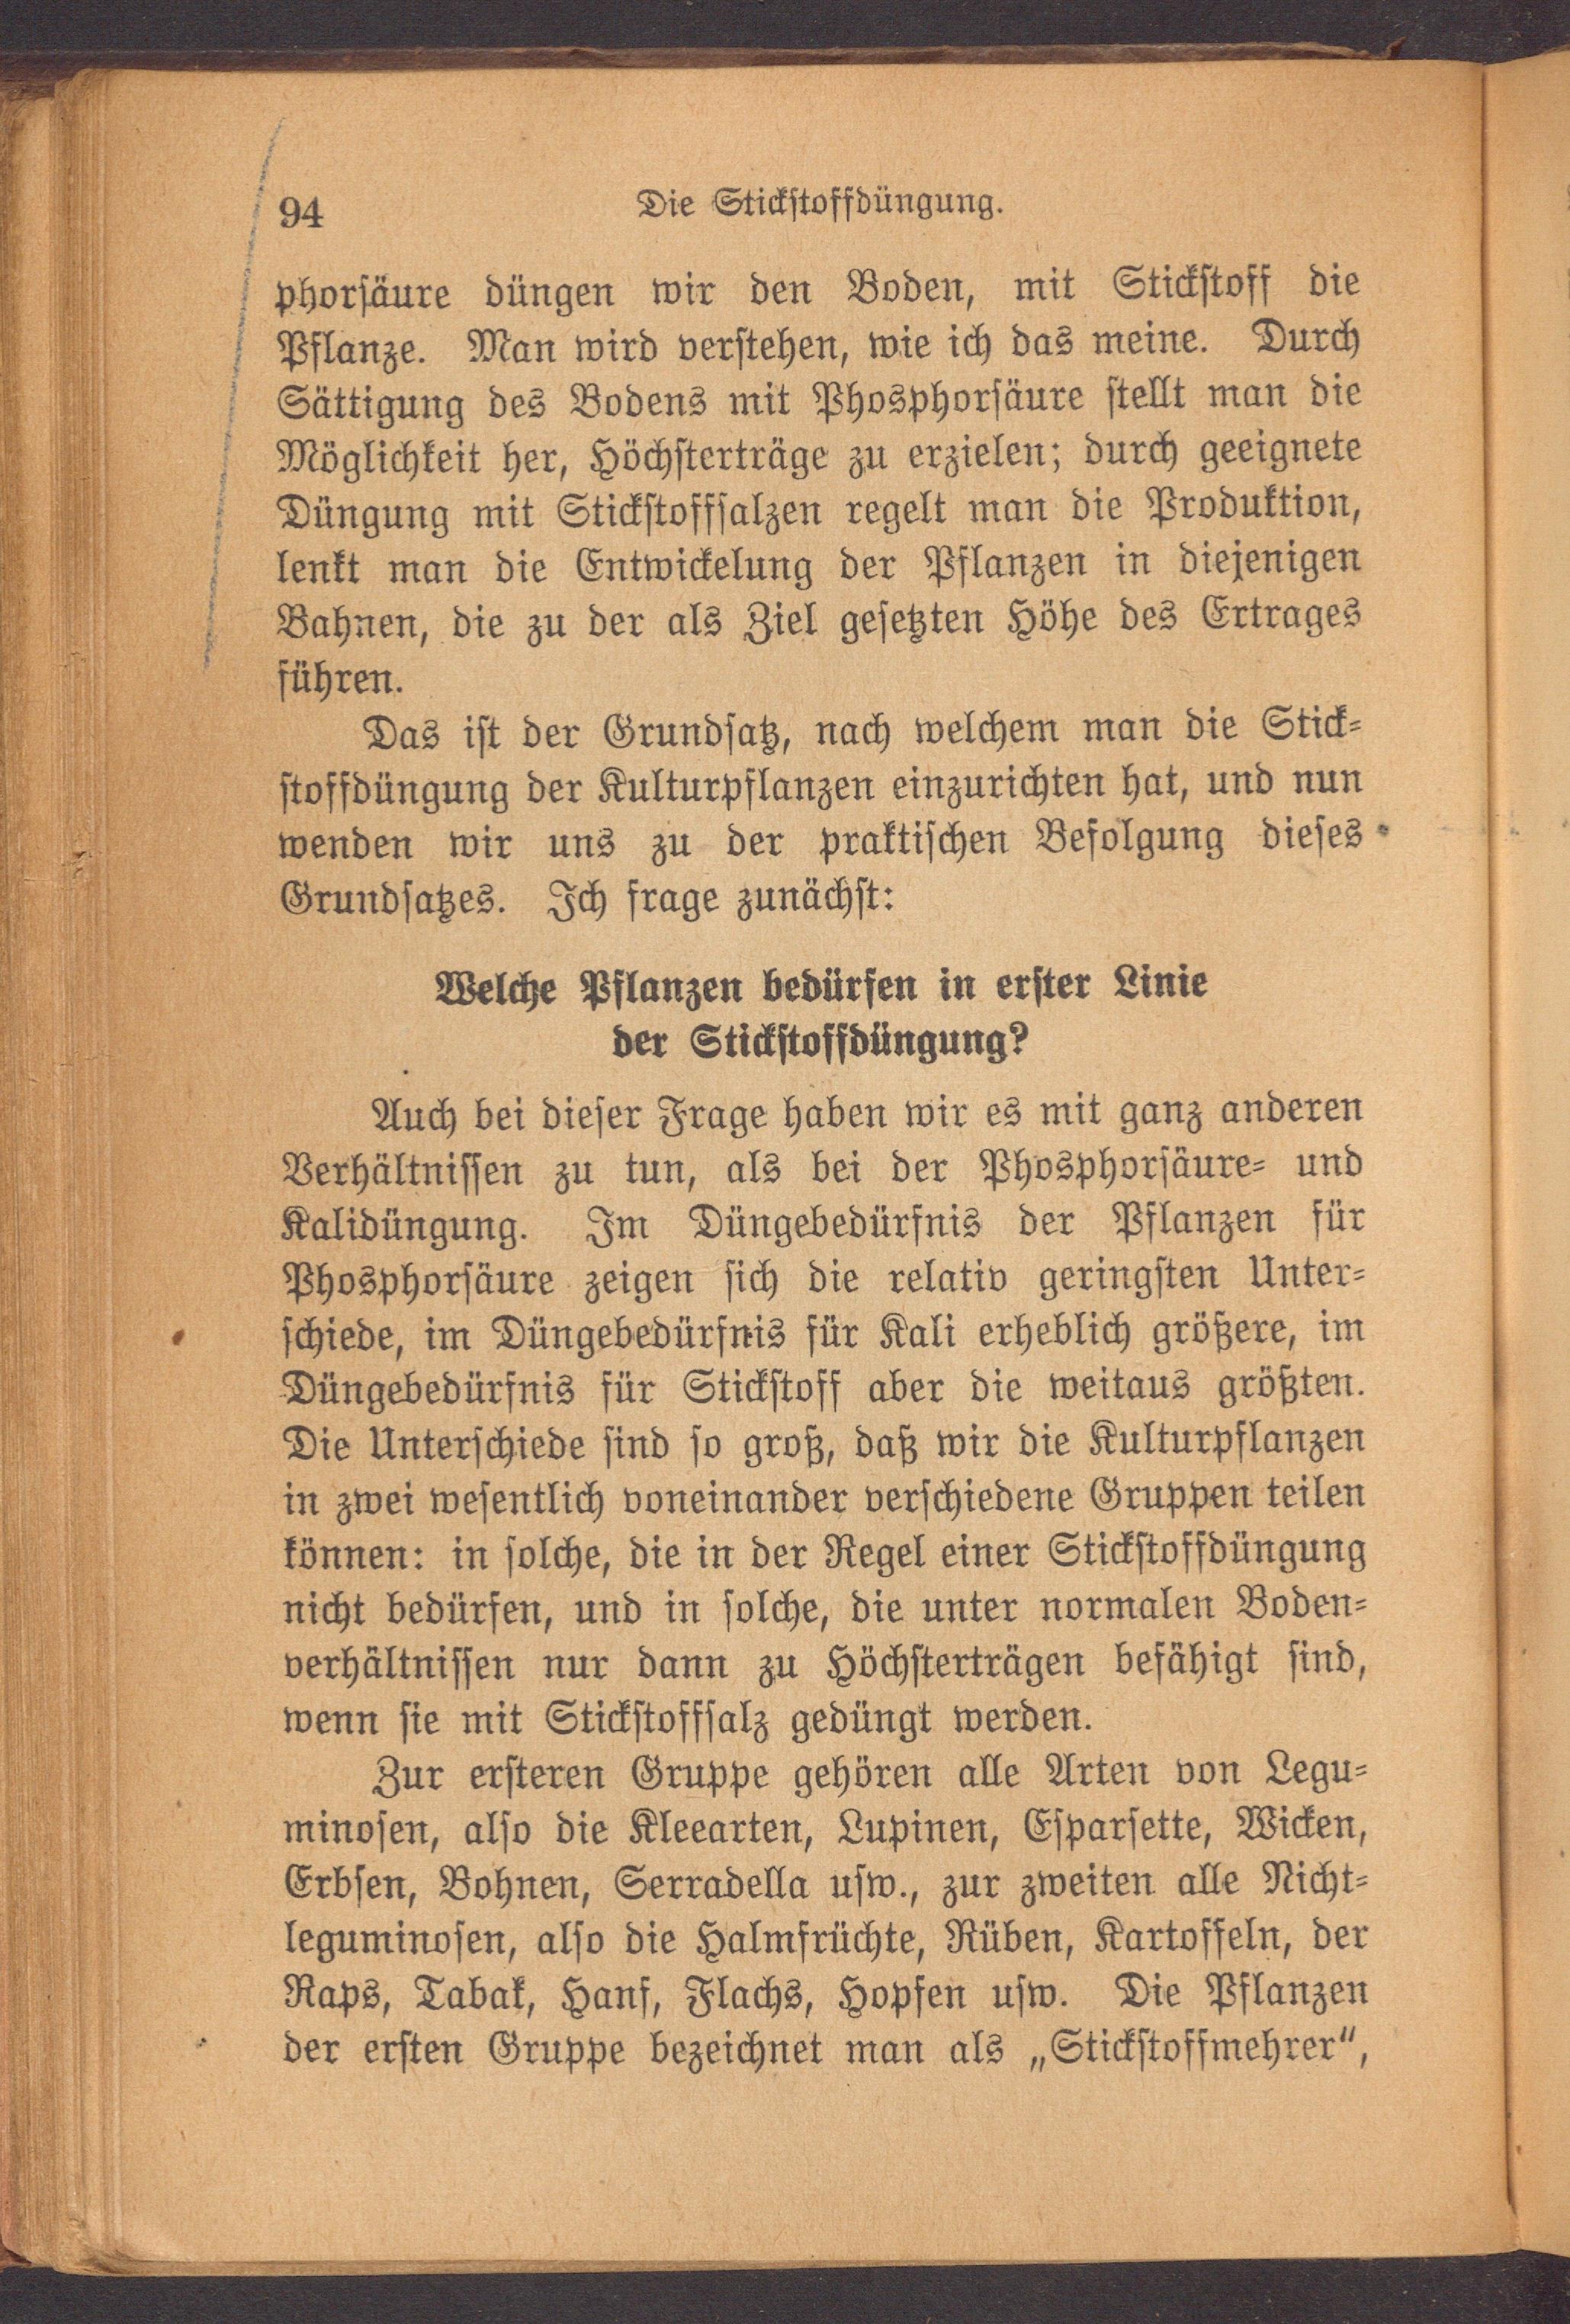 94
Die Stickstoffdüngung.
phorsäure düngen wir den Boden, mit Stickstoff die
Pflanze. Man wird verstehen, wie ich das meine. Durch
Sättigung des Bodens mit Phosphorsäure stellt man die
Möglichkeit her, Höchsterträge zu erzielen; durch geeignete
Düngung mit Stickstoffsalzen regelt man die Produktion,
lenkt man die Entwickelung der Pflanzen in diejenigen
Bahnen, die zu der als Ziel gesetzten Höhe des Ertrages
führen.
Das ist der Grundsatz, nach welchem man die Stick-
stoffdüngung der Kulturpflanzen einzurichten hat, und nun
wenden wir uns zu der praktischen Befolgung dieses
Grundsatzes. Ich frage zunächst:
Welche Pflanzen bedürfen in erster Linie
der Stickstoffdüngung?
Auch bei dieser Frage haben wir es mit ganz anderen
Verhältnissen zu tun, als bei der Phosphorsäure- und
Kalidüngung. Im Düngebedürfnis der Pflanzen für
Phosphorsäure zeigen sich die relativ geringsten Unter-
schiede, im Düngebedürfnis für Kali erheblich größere, im
Düngebedürfnis für Stickstoff aber die weitaus größten.
Die Unterschiede sind so groß, daß wir die Kulturpflanzen
in zwei wesentlich voneinander verschiedene Gruppen teilen
können: in solche, die in der Regel einer Stickstoffdüngung
nicht bedürfen, und in solche, die unter normalen Boden-
verhältnissen nur dann zu Höchsterträgen befähigt sind,
wenn sie mit Stickstoffsalz gedüngt werden.
Zur ersteren Gruppe gehören alle Arten von Legu-
minosen, also die Kleearten, Lupinen, Esparsette, Wicken,
Erbsen, Bohnen, Serradella usw., zur zweiten alle Nicht-
leguminosen, also die Halmfrüchte, Rüben, Kartoffeln, der
Raps, Tabak, Hanf, Flachs, Hopfen usw. Die Pflanzen
der ersten Gruppe bezeichnet man als „Stickstoffmehrer“,